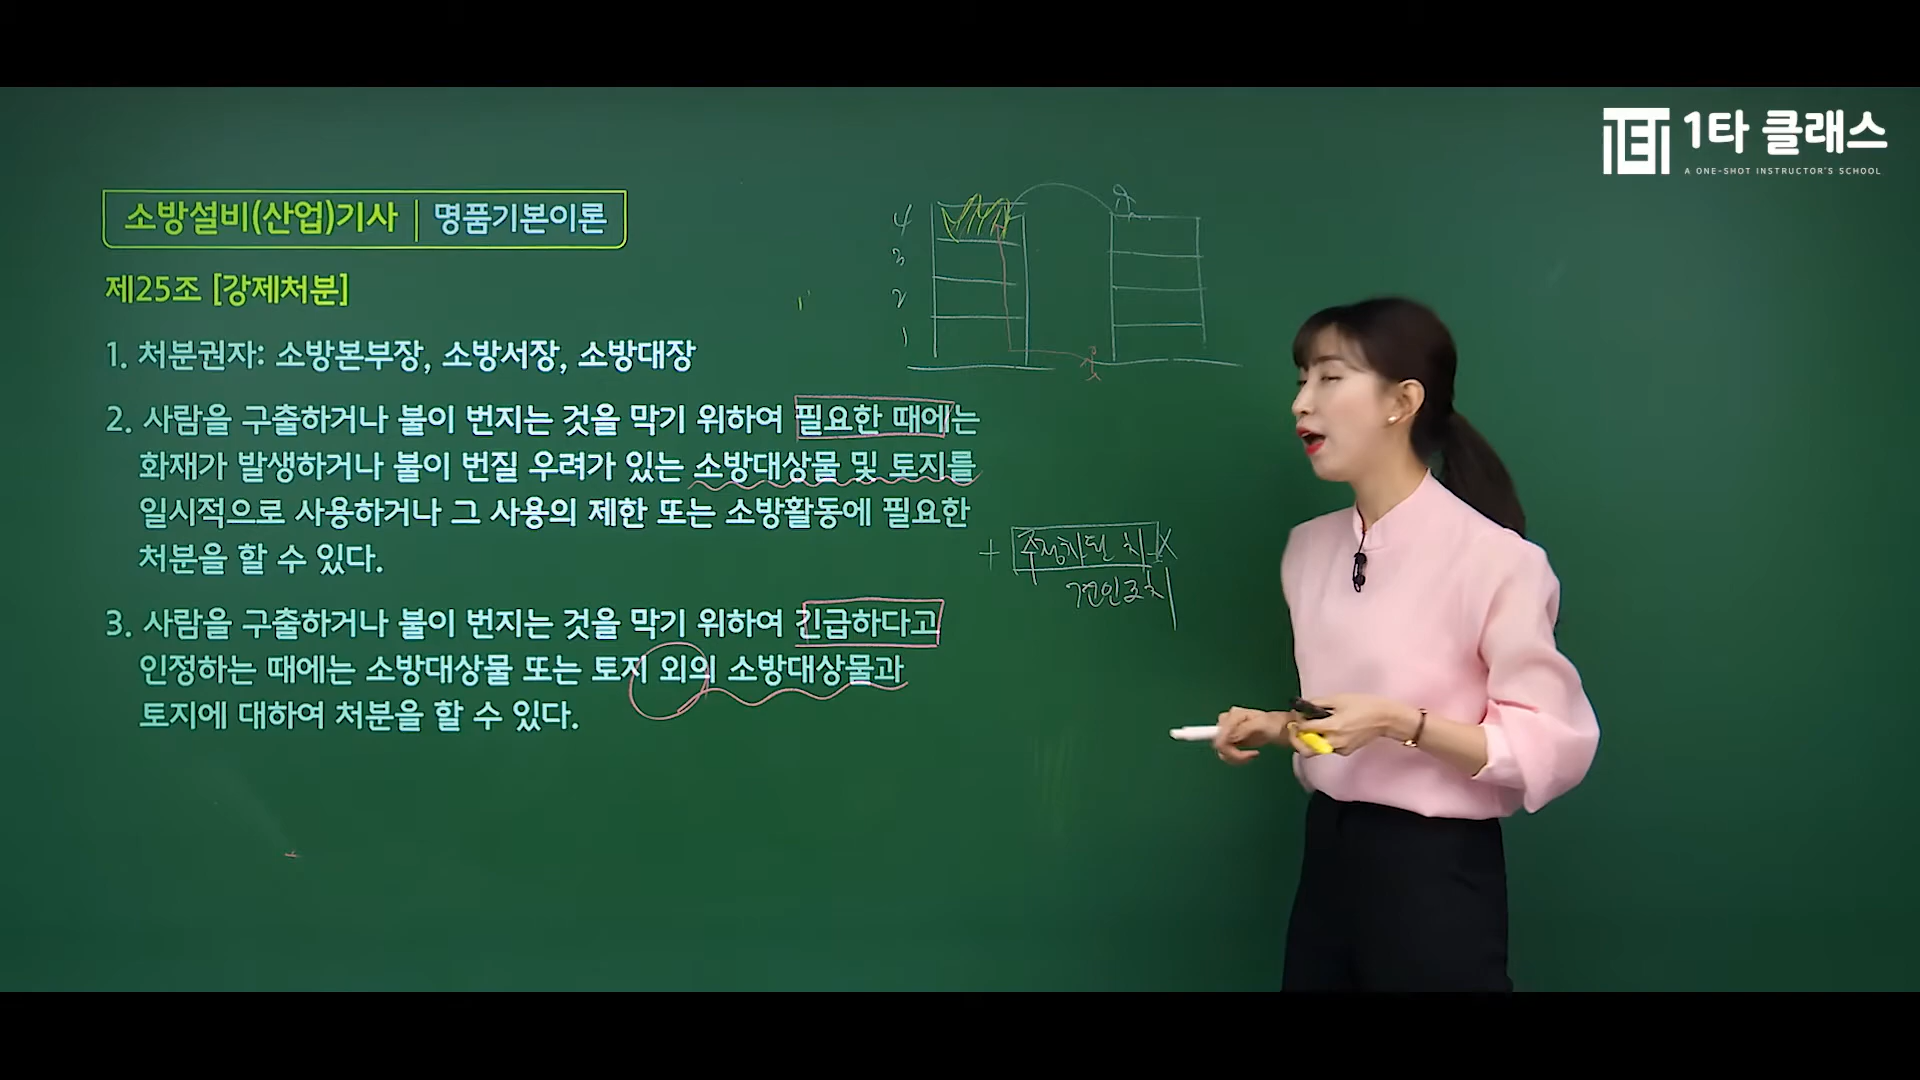 1타 클래스
A ONE-SHOT INSTRUCTOR'S SCHOOL
소방설비(산업)기사 | 명품기본이론
제25조 [강제처분]
1. 처분권자: 소방본부장, 소방서장, 소방대장
2. 사람을 구출하거나 불이 번지는 것을 막기 위하여 필요한 때에는
화재가 발생하거나 불이 번질 우려가 있는 소방대상물 및 토지를
일시적으로 사용하거나 그 사용의 제한 또는 소방활동에 필요한
처분을 할 수 있다.
3. 사람을 구출하거나 불이 번지는 것을 막기 위하여 긴급하다고
인정하는 때에는 소방대상물 또는 토지 외의 소방대상물과
토지에 대하여 처분을 할 수 있다.
4
3
2
1
+ 주정차된 차 X
견인조치